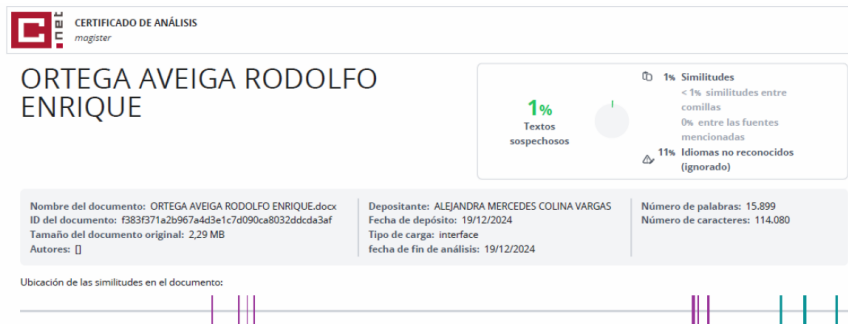 C
.net
CERTIFICADO DE ANÁLISIS
magister
ORTEGA AVEIGA RODOLFO
ENRIQUE
1%
Textos
sospechosos
1% Similitudes
< 1% similitudes entre
comillas
0% entre las fuentes
mencionadas
11% Idiomas no reconocidos
(ignorado)
Nombre del documento: ORTEGA AVEIGA RODOLFO ENRIQUE.docx
ID del documento: f383f371a2b967a4d3e1c7d090ca8032ddcda3af
Tamaño del documento original: 2,29 MB
Autores: []
Depositante: ALEJANDRA MERCEDES COLINA VARGAS
Fecha de depósito: 19/12/2024
Tipo de carga: interface
fecha de fin de análisis: 19/12/2024
Número de palabras: 15.899
Número de caracteres: 114.080
Ubicación de las similitudes en el documento: